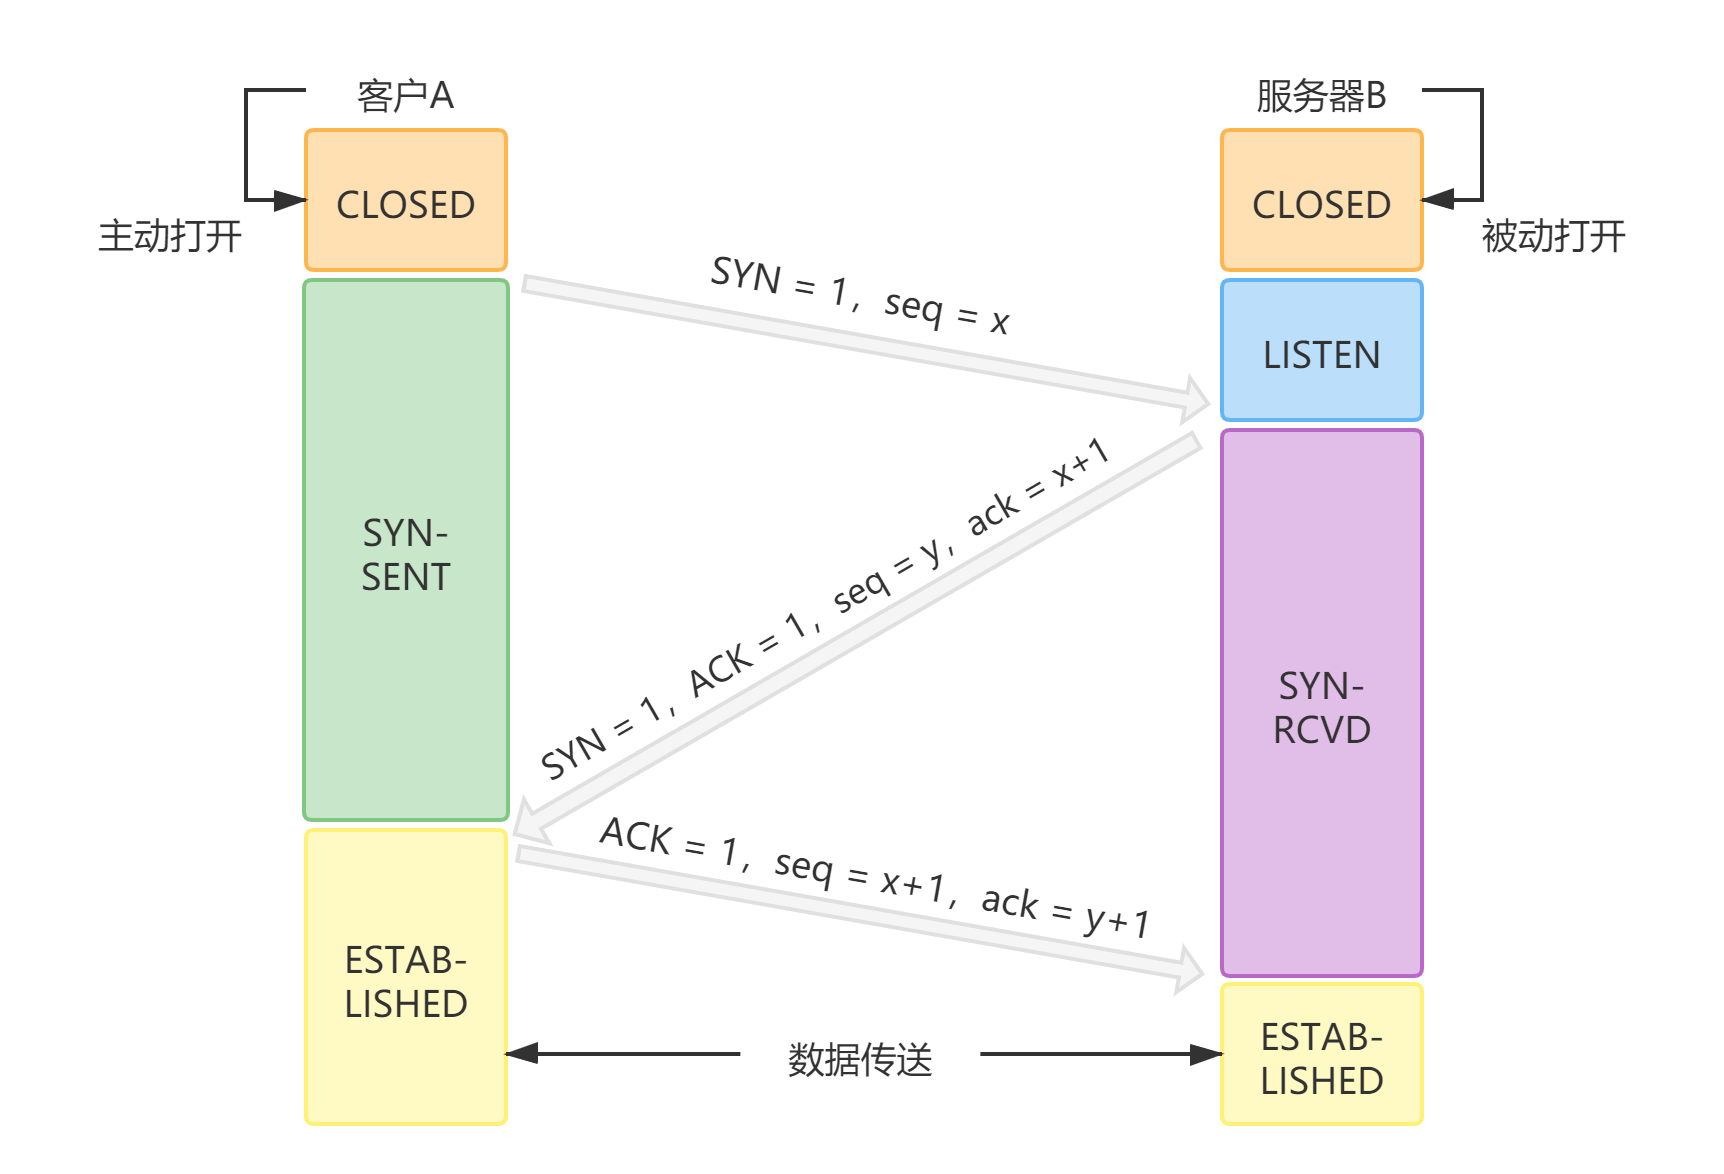 客户A
服务器B
CLOSED
CLOSED
主动打开
被动打开
SYN = 1, seq = x
LISTEN
SYN = 1, ACK = 1, seq = y, ack = x+1
SYN-
SENT
SYN-
RCVD
ACK = 1, seq = x+1, ack = y+1
ESTAB-
LISHED
数据传送
ESTAB-
LISHED